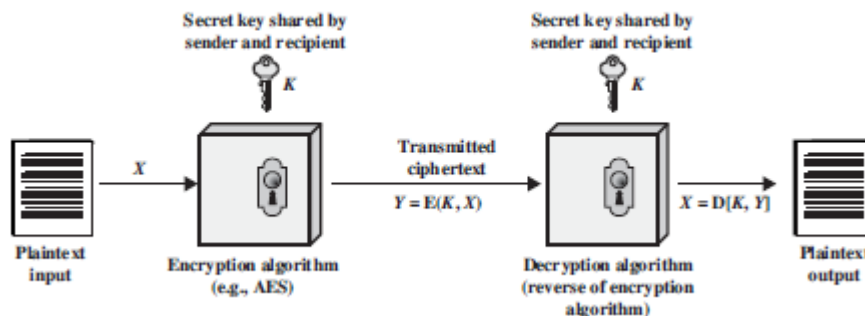 Secret key shared by
sender and recipient
K
Secret key shared by
sender and recipient
K
X
Transmitted
ciphertext
Y = E(K, X)
X = D[K, Y]
Plaintext
input
Encryption algorithm
(e.g., AES)
Decryption algorithm
(reverse of encryption
algorithm)
Plaintext
output